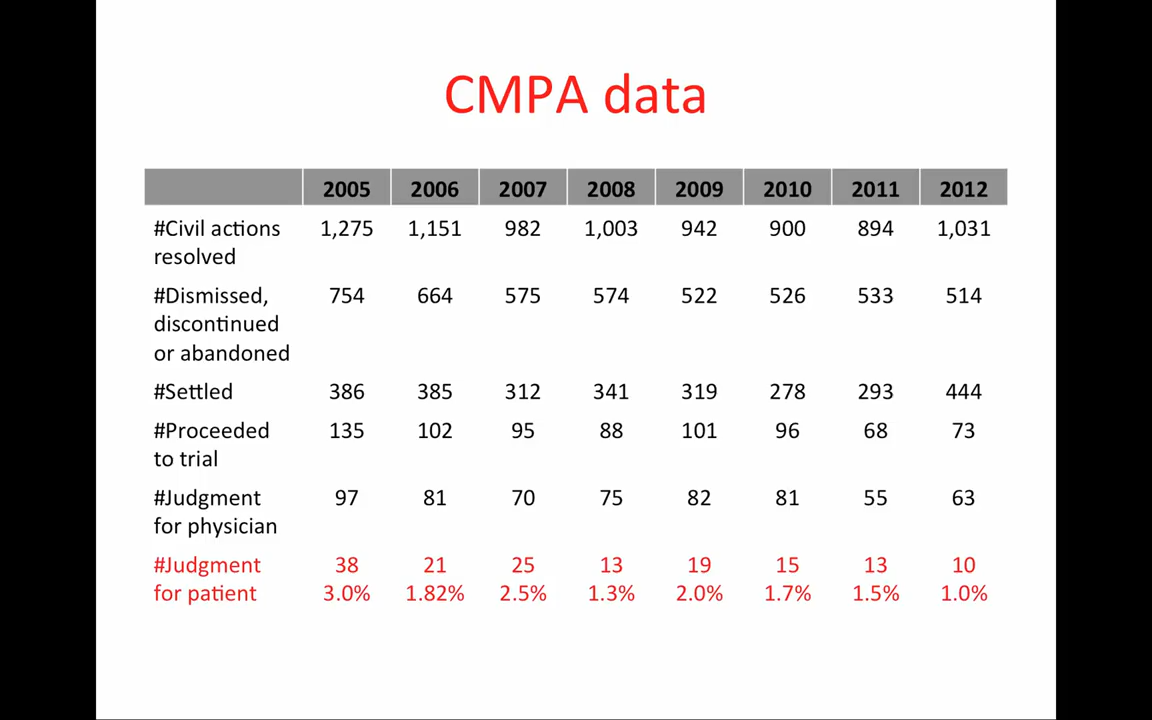 CMPA data
2005 2006 2007 2008 2009 2010 2011 2012
#Civil actions 1,275 1,151 982 1,003 942 900 894 1,031
resolved
#Dismissed, 754 664 575 574 522 526 533 514
discontinued
or abandoned
#Settled 386 385 312 341 319 278 293 444
#Proceeded 135 102 95 88 101 96 68 73
to trial
#Judgment 97 81 70 75 82 81 55 63
for physician
#Judgment 38 21 25 13 19 15 13 10
for patient 3.0% 1.82% 2.5% 1.3% 2.0% 1.7% 1.5% 1.0%